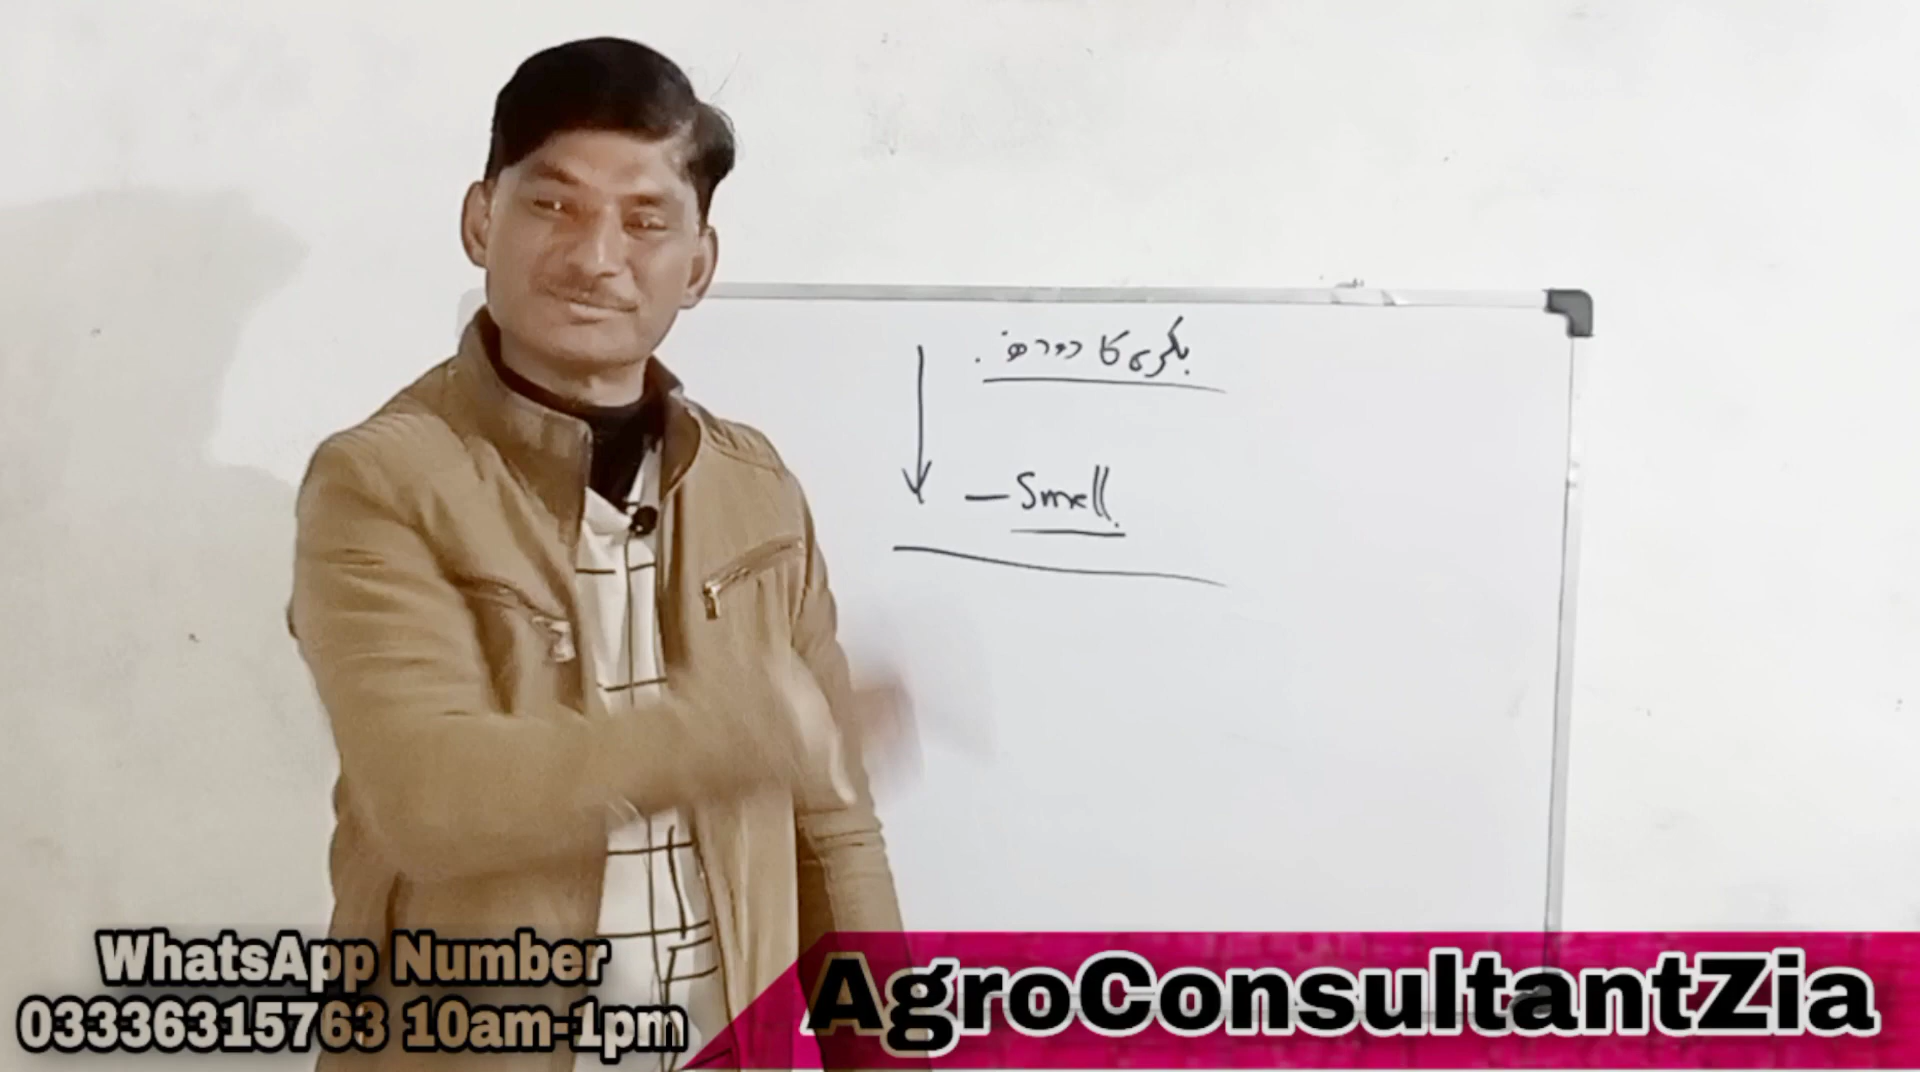 بکری کا دودھ
— Smell
WhatsApp Number
03336315763 10am-1pm
AgroConsultantZia